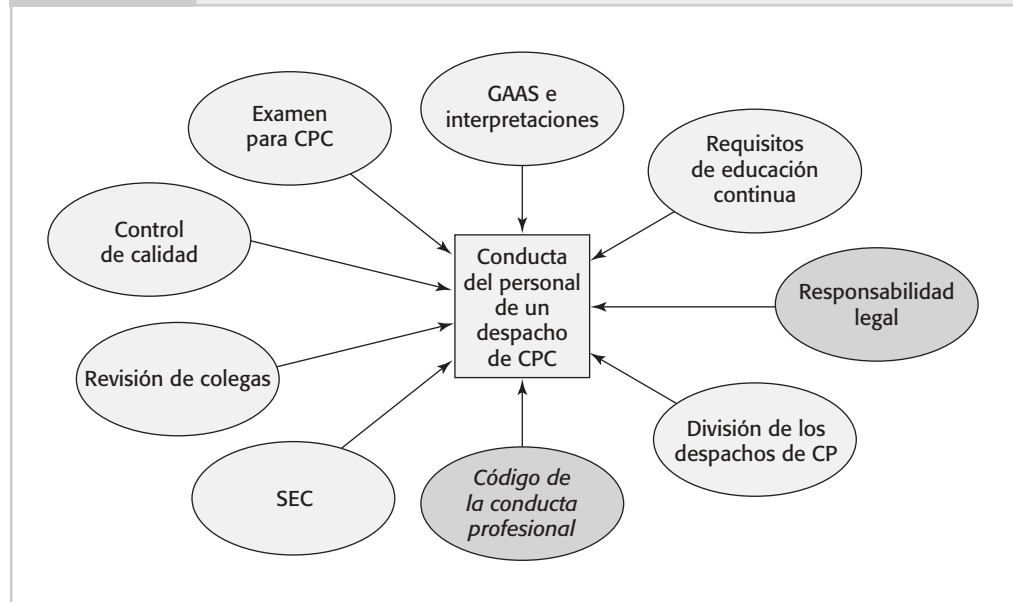 GAAS e
interpretaciones
Examen
para CPC
Requisitos
de educación
continua
Control
de calidad
Conducta
del personal
de un
despacho
de CPC
Responsabilidad
legal
Revisión de colegas
División de los
despachos de CP
SEC
Código de
la conducta
profesional